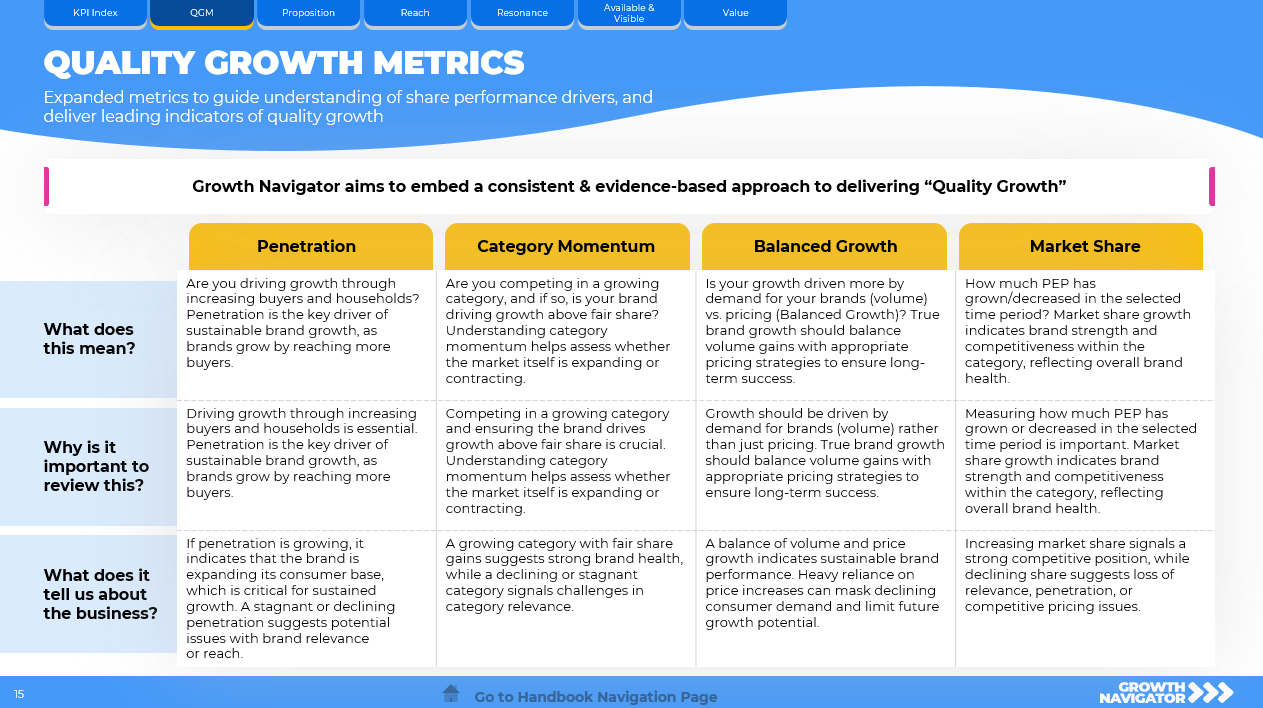 KPI Index
QGM
Proposition
Reach
Resonance
Available &
Visible
Value
QUALITY GROWTH METRICS
Expanded metrics to guide understanding of share performance drivers, and
deliver leading indicators of quality growth
Growth Navigator aims to embed a consistent & evidence-based approach to delivering “Quality Growth”
Penetration
Category Momentum
Balanced Growth
Market Share
What does
this mean?
Are you driving growth through
increasing buyers and households?
Penetration is the key driver of
sustainable brand growth, as
brands grow by reaching more
buyers.
Are you competing in a growing
category, and if so, is your brand
driving growth above fair share?
Understanding category
momentum helps assess whether
the market itself is expanding or
contracting.
Is your growth driven more by
demand for your brands (volume)
vs. pricing (Balanced Growth)? True
brand growth should balance
volume gains with appropriate
pricing strategies to ensure long-
term success.
How much PEP has
grown/decreased in the selected
time period? Market share growth
indicates brand strength and
competitiveness within the
category, reflecting overall brand
health.
Why is it
important to
review this?
Driving growth through increasing
buyers and households is essential.
Penetration is the key driver of
sustainable brand growth, as
brands grow by reaching more
buyers.
Competing in a growing category
and ensuring the brand drives
growth above fair share is crucial.
Understanding category
momentum helps assess whether
the market itself is expanding or
contracting.
Growth should be driven by
demand for brands (volume) rather
than just pricing. True brand growth
should balance volume gains with
appropriate pricing strategies to
ensure long-term success.
Measuring how much PEP has
grown or decreased in the selected
time period is important. Market
share growth indicates brand
strength and competitiveness
within the category, reflecting
overall brand health.
What does it
tell us about
the business?
If penetration is growing, it
indicates that the brand is
expanding its consumer base,
which is critical for sustained
growth. A stagnant or declining
penetration suggests potential
issues with brand relevance
or reach.
A growing category with fair share
gains suggests strong brand health,
while a declining or stagnant
category signals challenges in
category relevance.
A balance of volume and price
growth indicates sustainable brand
performance. Heavy reliance on
price increases can mask declining
consumer demand and limit future
growth potential.
Increasing market share signals a
strong competitive position, while
declining share suggests loss of
relevance, penetration, or
competitive pricing issues.
15
Go to Handbook Navigation Page
GROWTH
NAVIGATOR